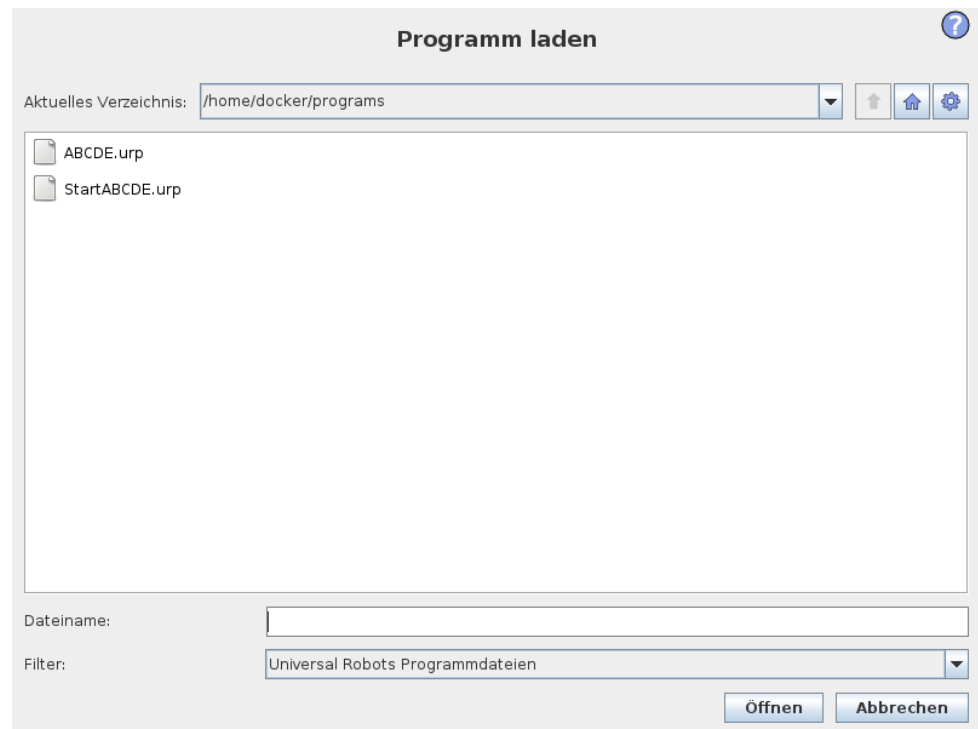 Programm laden
?
Aktuelles Verzeichnis: /home/docker/programs
ABCDE.urp
StartABCDE.urp
Dateiname:
Filter: Universal Robots Programmdateien
Öffnen Abbrechen